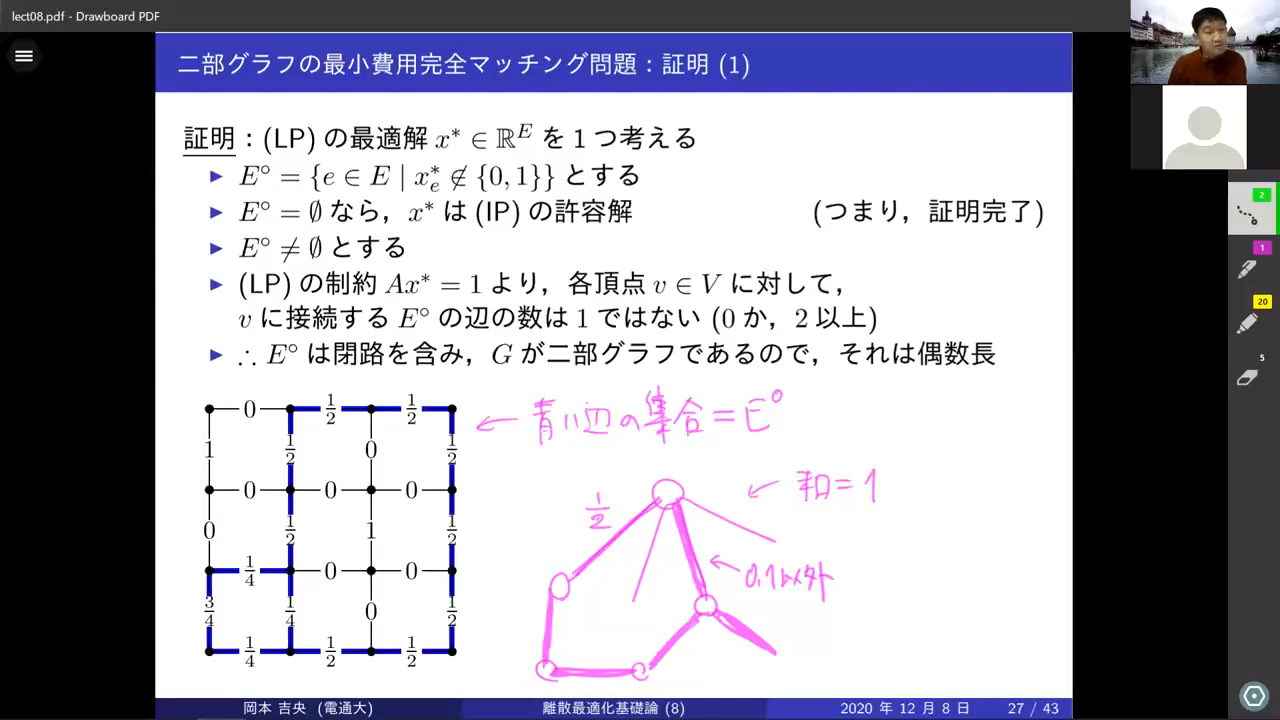 lect08.pdf - Drawboard PDF
二部グラフの最小費用完全マッチング問題：証明 (1)
証明：(LP) の最適解 x* ∈ ℝ^E を 1 つ考える
▶ E° = {e ∈ E | x*_e ∉ {0, 1}} とする
▶ E° = ∅ なら，x* は (IP) の許容解 (つまり，証明完了)
▶ E° ≠ ∅ とする
▶ (LP) の制約 Ax* = 1 より，各頂点 v ∈ V に対して，
v に接続する E° の辺の数は 1 ではない (0 か，2 以上)
▶ ∴ E° は閉路を含み，G が二部グラフであるので，それは偶数長
0 1/2 1/2
1 1/2 0 1/2
0 0 0
0 1/2 1 1/2
1/4 0 0
3/4 1/4 0 1/2
1/4 1/2 1/2
← 青い辺の集合 = E°
1/2
← 和 = 1
← 0,1以外
岡本 吉央 (電通大)
離散最適化基礎論 (8)
2020 年 12 月 8 日
27 / 43
2
1
20
5